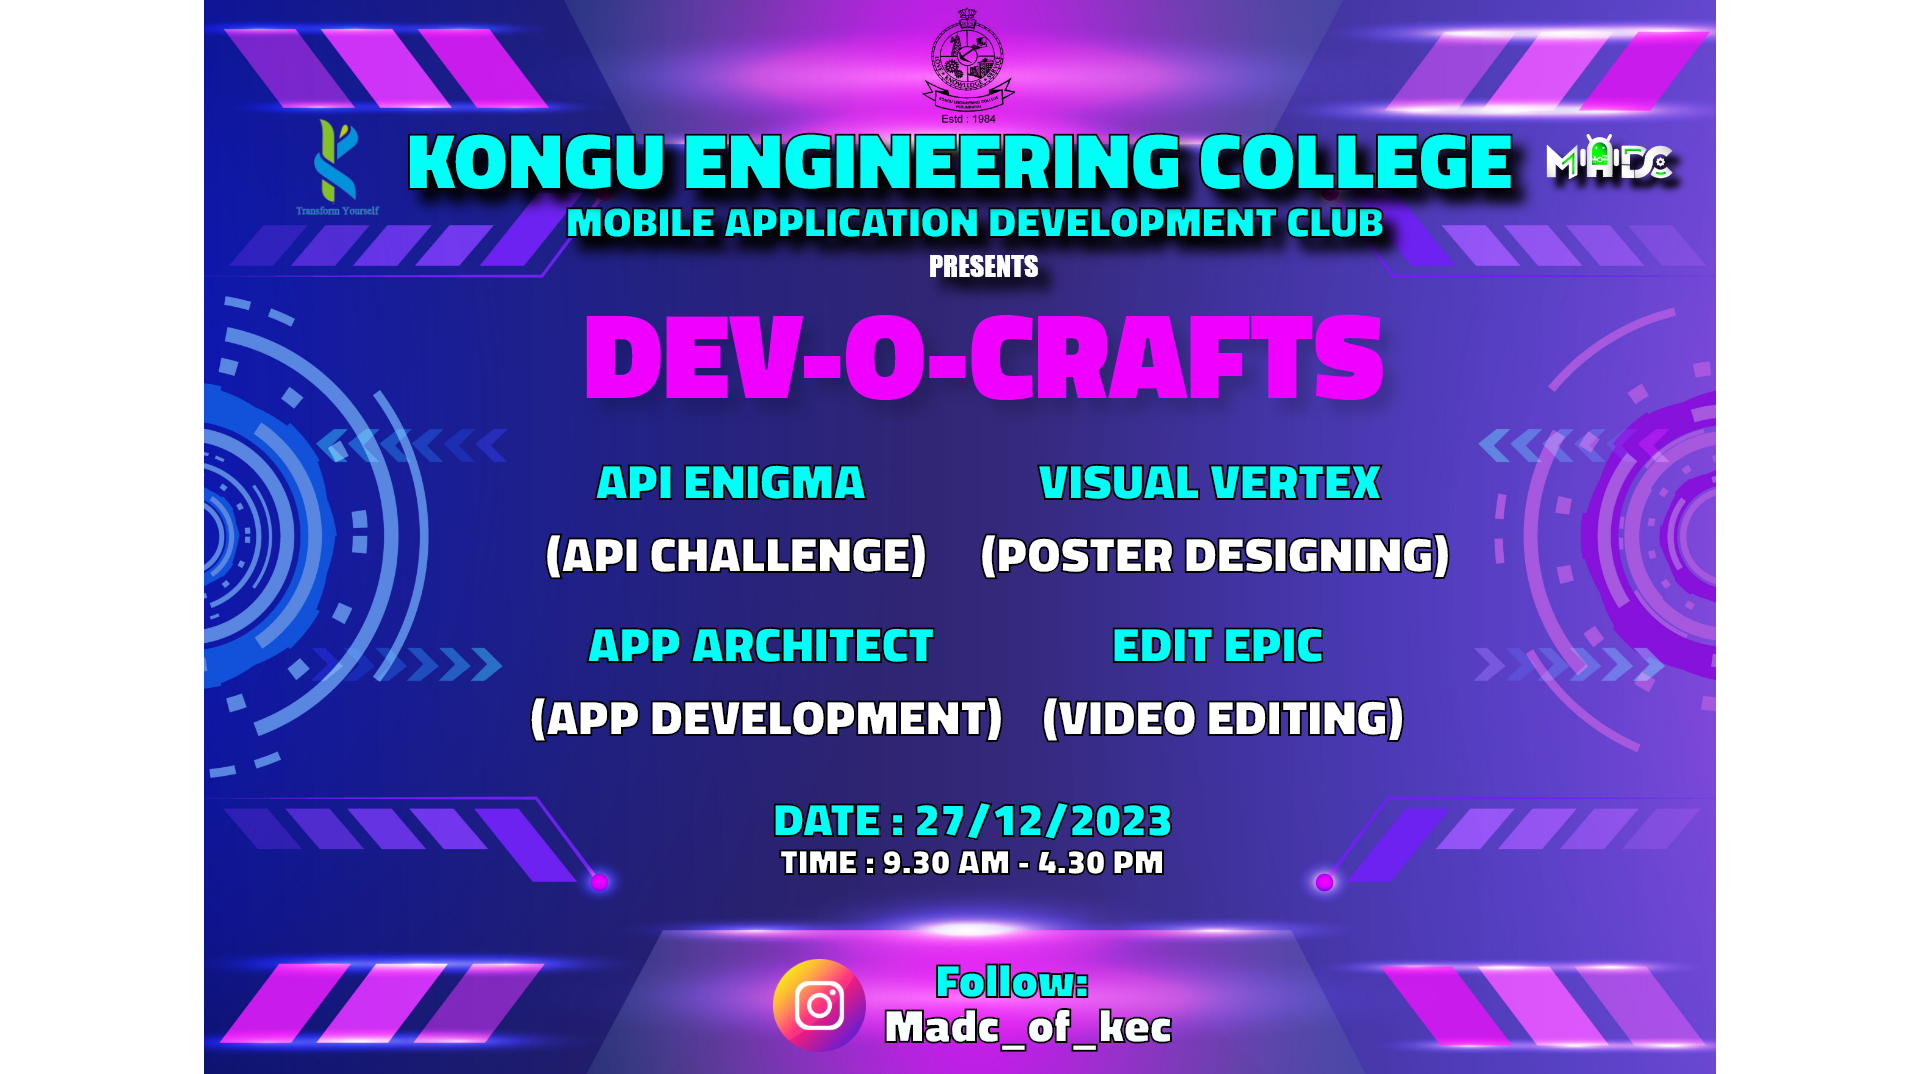 Estd : 1984
KONGU ENGINEERING COLLEGE
MADC
Transform Yourself
MOBILE APPLICATION DEVELOPMENT CLUB
PRESENTS
DEV-O-CRAFTS
API ENIGMA
(API CHALLENGE)
VISUAL VERTEX
(POSTER DESIGNING)
APP ARCHITECT
(APP DEVELOPMENT)
EDIT EPIC
(VIDEO EDITING)
DATE : 27/12/2023
TIME : 9.30 AM - 4.30 PM
Follow:
Madc_of_kec